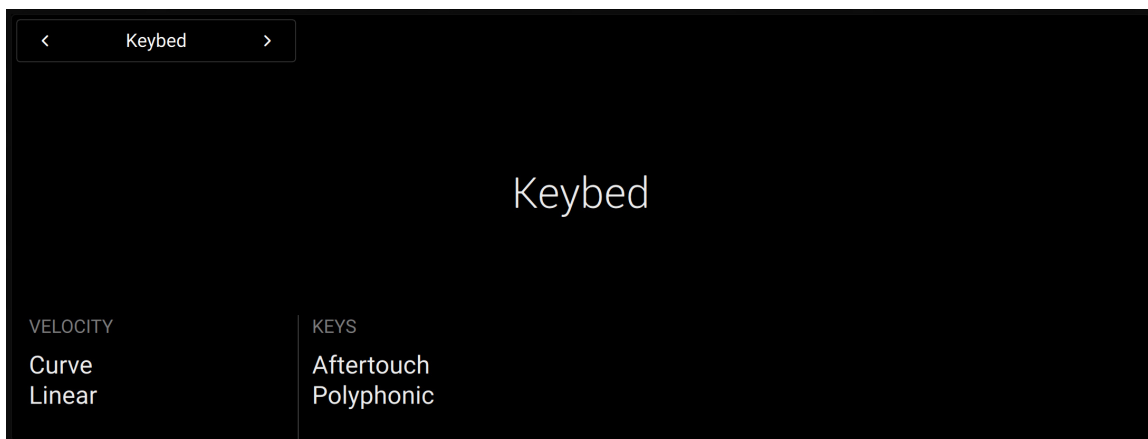 < Keybed >
Keybed
VELOCITY
Curve
Linear
KEYS
Aftertouch
Polyphonic